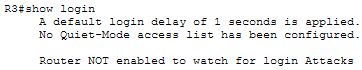 R3#show login
A default login delay of 1 seconds is applied.
No Quiet-Mode access list has been configured.
Router NOT enabled to watch for login Attacks